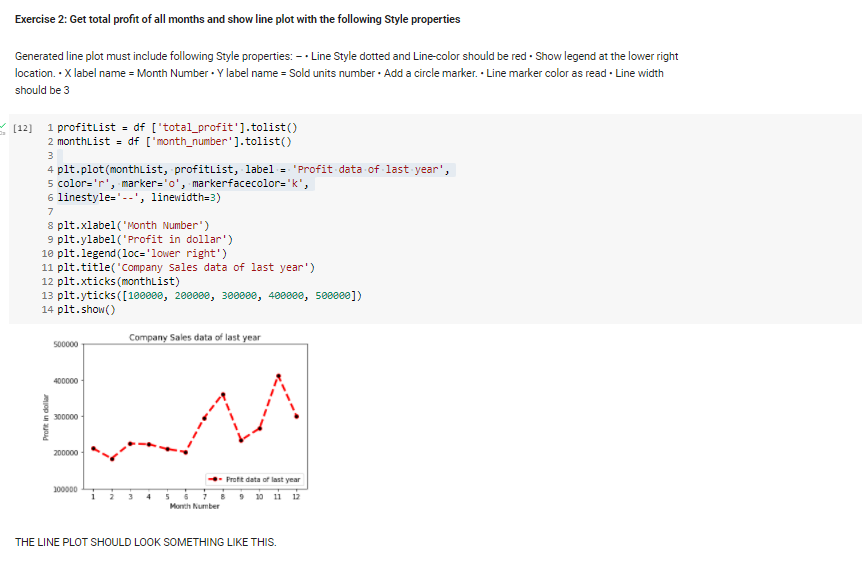 Exercise 2: Get total profit of all months and show line plot with the following Style properties
Generated line plot must include following Style properties: – • Line Style dotted and Line-color should be red • Show legend at the lower right
location. • X label name = Month Number • Y label name = Sold units number • Add a circle marker. • Line marker color as read • Line width
should be 3
[12] 1 profitList = df ['total_profit'].tolist()
2 monthList = df ['month_number'].tolist()
3
4 plt.plot(monthList, profitList, label = 'Profit data of last year',
5 color='r', marker='o', markerfacecolor='k',
6 linestyle='--', linewidth=3)
7
8 plt.xlabel('Month Number')
9 plt.ylabel('Profit in dollar')
10 plt.legend(loc='lower right')
11 plt.title('Company Sales data of last year')
12 plt.xticks(monthList)
13 plt.yticks([100000, 200000, 300000, 400000, 500000])
14 plt.show()
Company Sales data of last year
500000
400000
300000
200000
100000
Profit in dollar
Profit data of last year
1 2 3 4 5 6 7 8 9 10 11 12
Month Number
THE LINE PLOT SHOULD LOOK SOMETHING LIKE THIS.